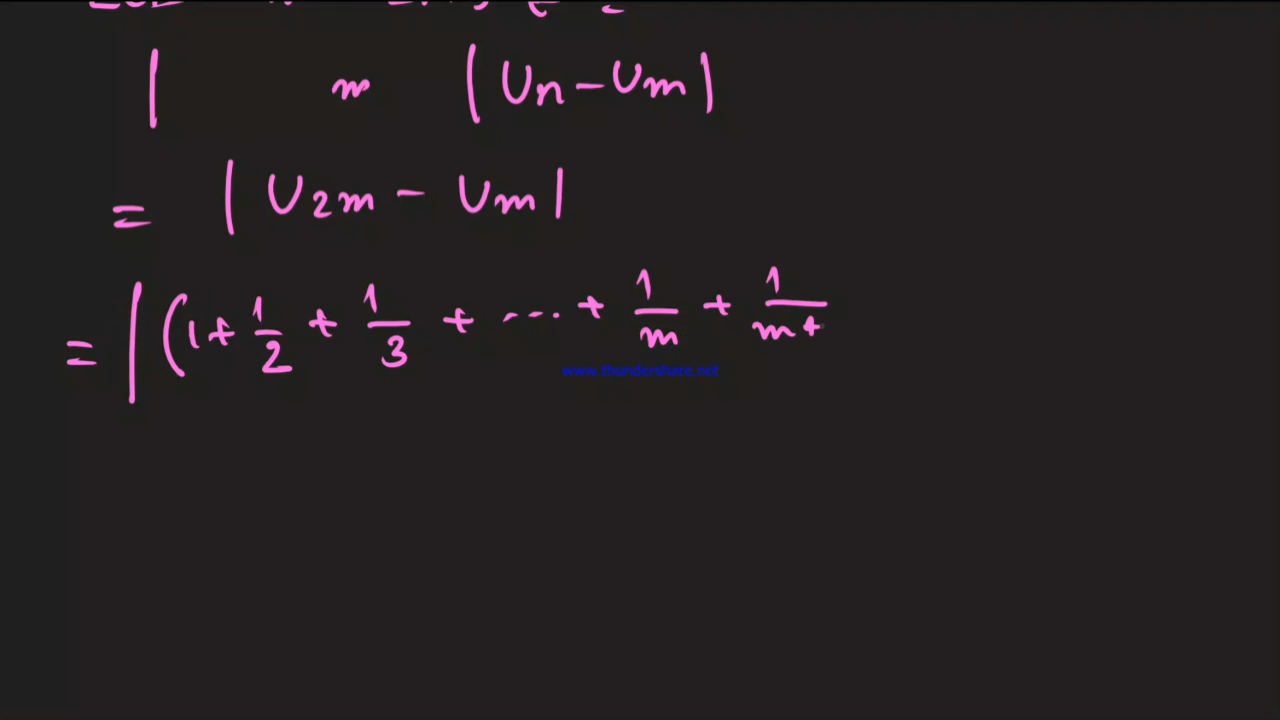 | m |Un - Um|
= | U2m - Um |
= | (1 + 1/2 + 1/3 + ... + 1/m + 1/m+
www.thundershare.net